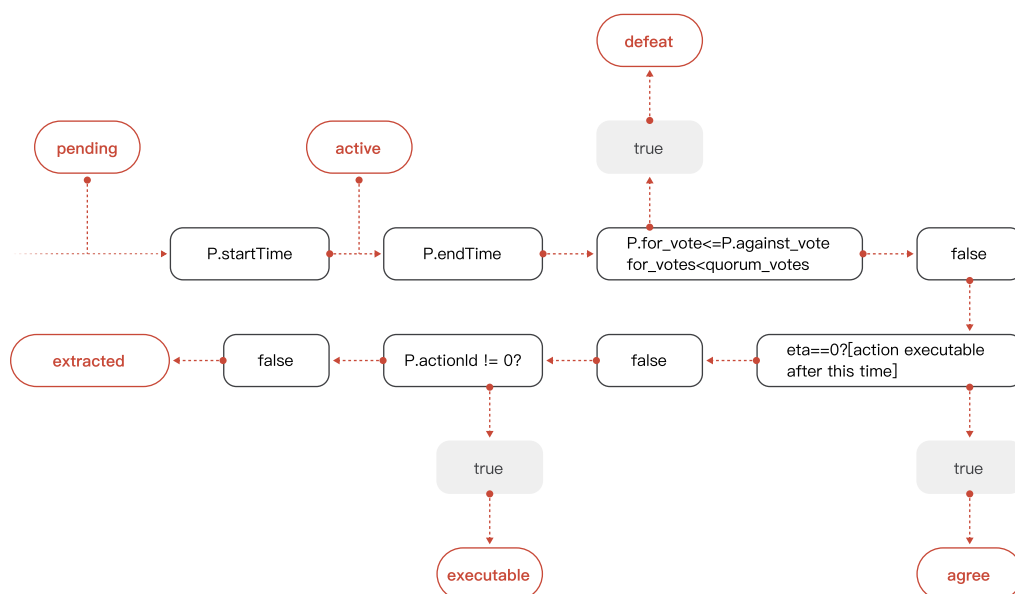 defeat
pending
active
true
P.startTime
P.endTime
P.for_vote<=P.against_vote
for_votes<quorum_votes
false
extracted
false
P.actionId != 0?
false
eta==0?[action executable
after this time]
true
true
executable
agree